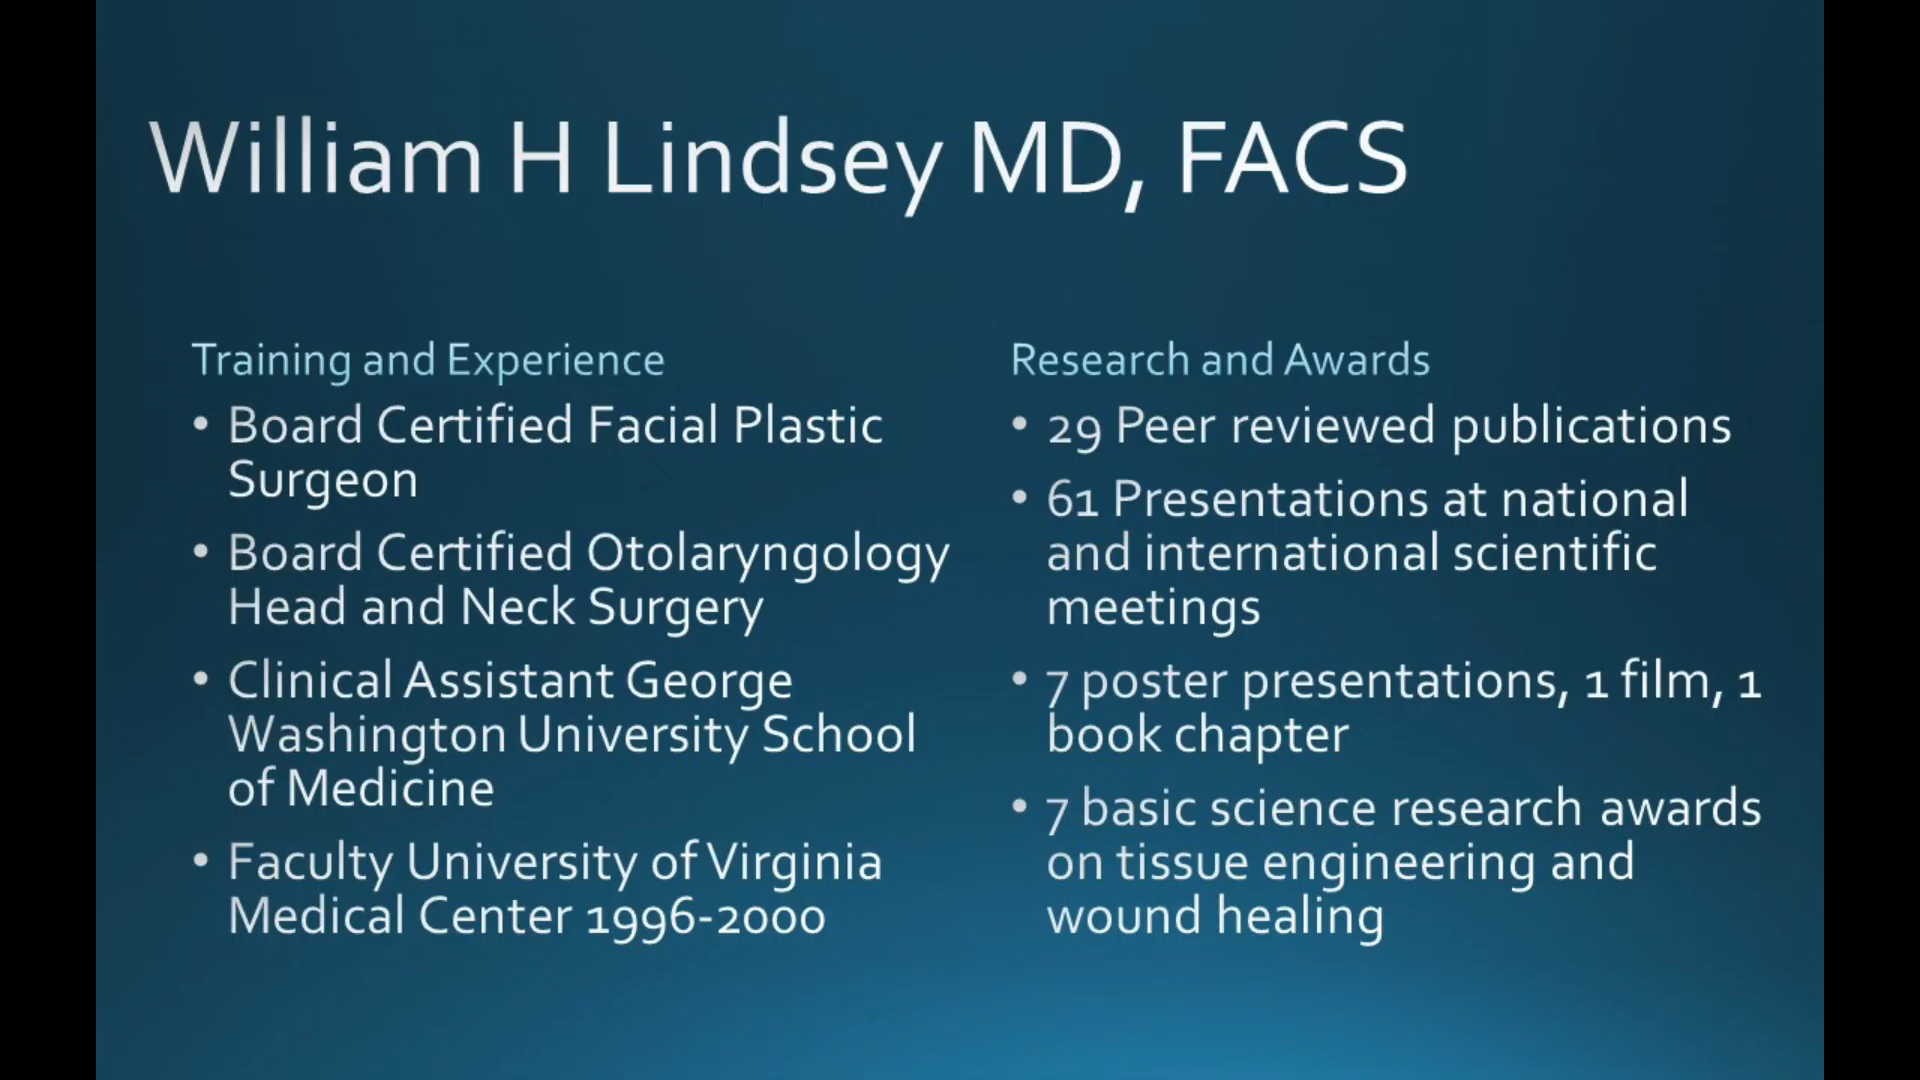 William H Lindsey MD, FACS
Training and Experience
• Board Certified Facial Plastic
Surgeon
• Board Certified Otolaryngology
Head and Neck Surgery
• Clinical Assistant George
Washington University School
of Medicine
• Faculty University of Virginia
Medical Center 1996-2000
Research and Awards
• 29 Peer reviewed publications
• 61 Presentations at national
and international scientific
meetings
• 7 poster presentations, 1 film, 1
book chapter
• 7 basic science research awards
on tissue engineering and
wound healing